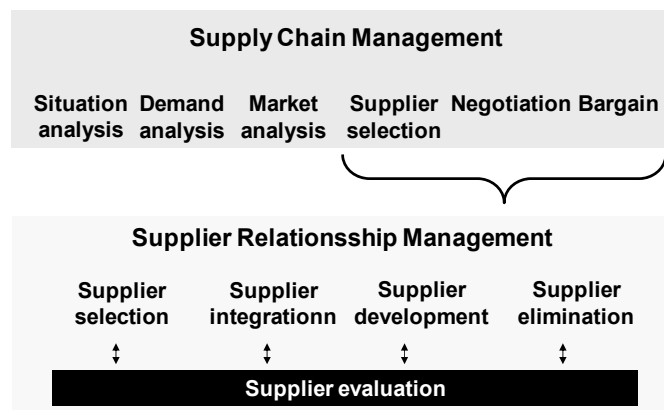 Supply Chain Management
Situation Demand Market Supplier Negotiation Bargain
analysis analysis analysis selection
Supplier Relationsship Management
Supplier Supplier Supplier Supplier
selection integrationn development elimination
Supplier evaluation